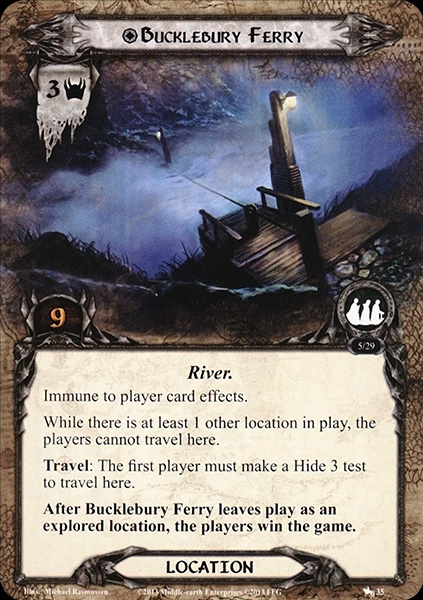 Bucklebury Ferry
3
9
5/29
River.
Immune to player card effects.
While there is at least 1 other location in play, the
players cannot travel here.
Travel: The first player must make a Hide 3 test
to travel here.
After Bucklebury Ferry leaves play as an
explored location, the players win the game.
LOCATION
Illus. Michael Rasmussen
©2013 Middle-earth Enterprises ©2013 FFG
35